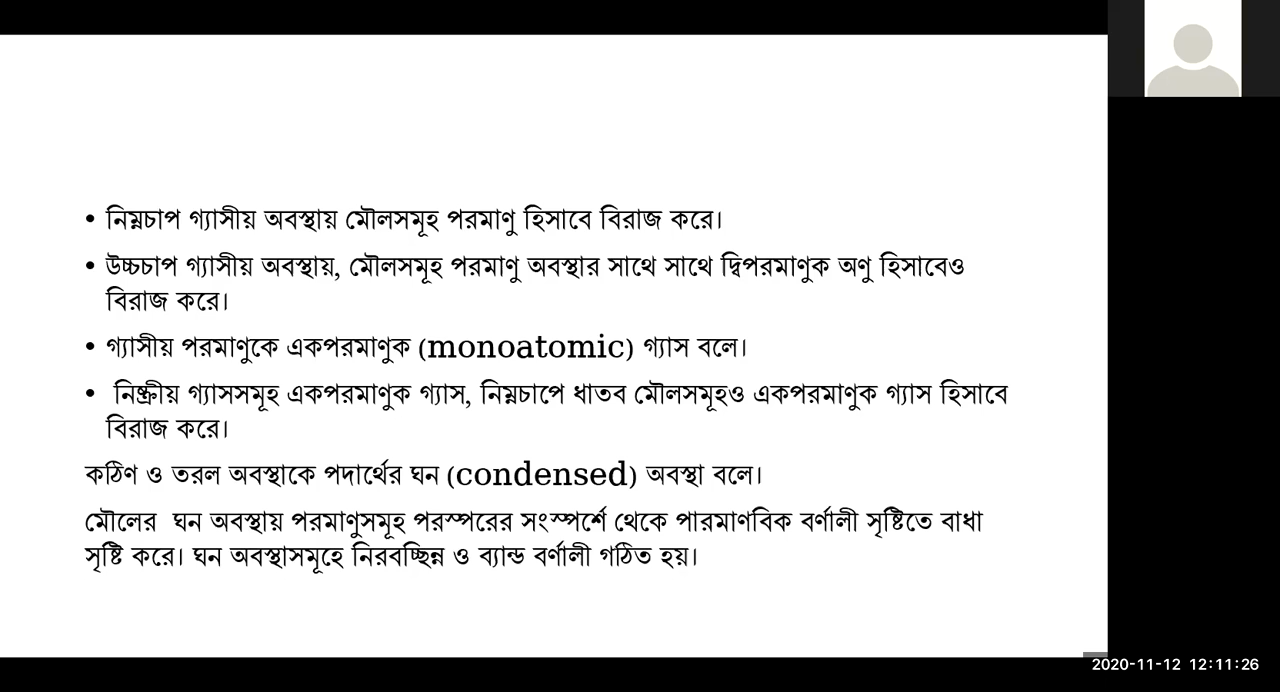 • নিম্নচাপ গ্যাসীয় অবস্থায় মৌলসমূহ পরমাণু হিসাবে বিরাজ করে।
• উচ্চচাপ গ্যাসীয় অবস্থায়, মৌলসমূহ পরমাণু অবস্থার সাথে সাথে দ্বিপরমাণুক অণু হিসাবেও
বিরাজ করে।
• গ্যাসীয় পরমাণুকে একপরমাণুক (monoatomic) গ্যাস বলে।
• নিষ্ক্রীয় গ্যাসসমূহ একপরমাণুক গ্যাস, নিম্নচাপে ধাতব মৌলসমূহও একপরমাণুক গ্যাস হিসাবে
বিরাজ করে।
কঠিণ ও তরল অবস্থাকে পদার্থের ঘন (condensed) অবস্থা বলে।
মৌলের ঘন অবস্থায় পরমাণুসমূহ পরস্পরের সংস্পর্শে থেকে পারমাণবিক বর্ণালী সৃষ্টিতে বাধা
সৃষ্টি করে। ঘন অবস্থাসমূহে নিরবচ্ছিন্ন ও ব্যান্ড বর্ণালী গঠিত হয়।
2020-11-12 12:11:26